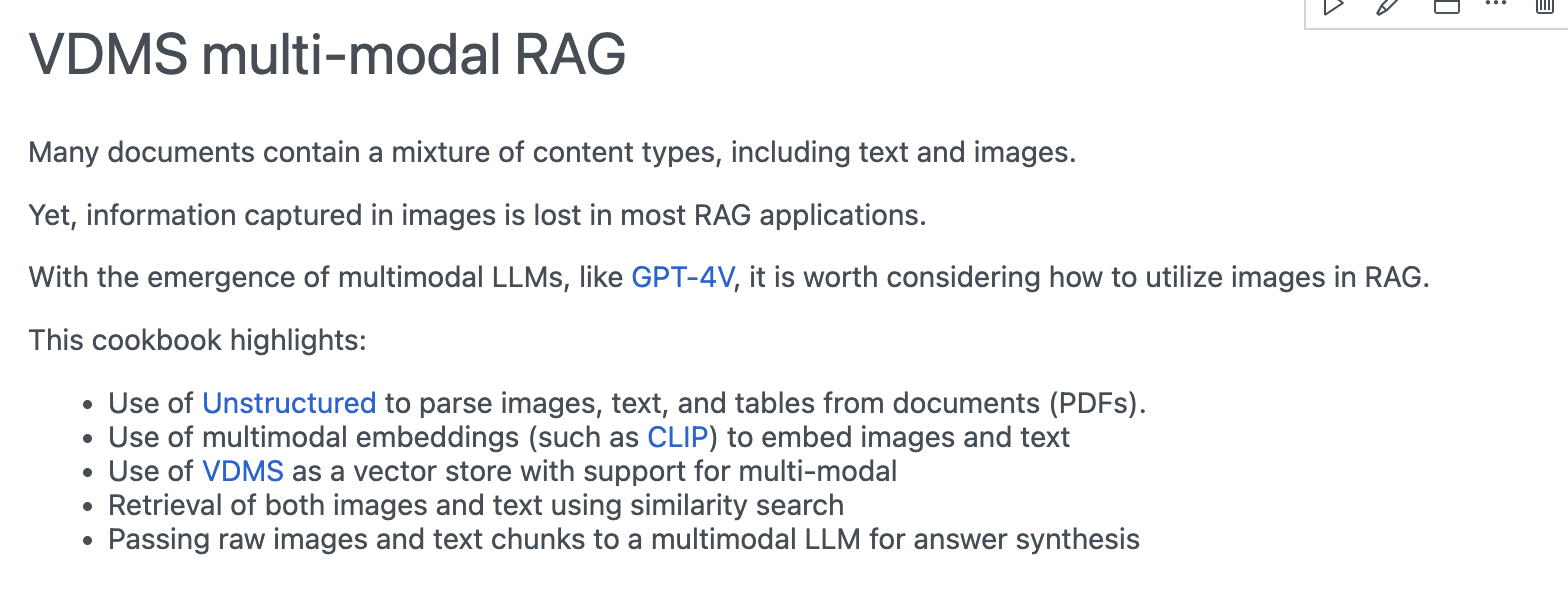 VDMS multi-modal RAG
Many documents contain a mixture of content types, including text and images.
Yet, information captured in images is lost in most RAG applications.
With the emergence of multimodal LLMs, like GPT-4V, it is worth considering how to utilize images in RAG.
This cookbook highlights:
• Use of Unstructured to parse images, text, and tables from documents (PDFs).
• Use of multimodal embeddings (such as CLIP) to embed images and text
• Use of VDMS as a vector store with support for multi-modal
• Retrieval of both images and text using similarity search
• Passing raw images and text chunks to a multimodal LLM for answer synthesis